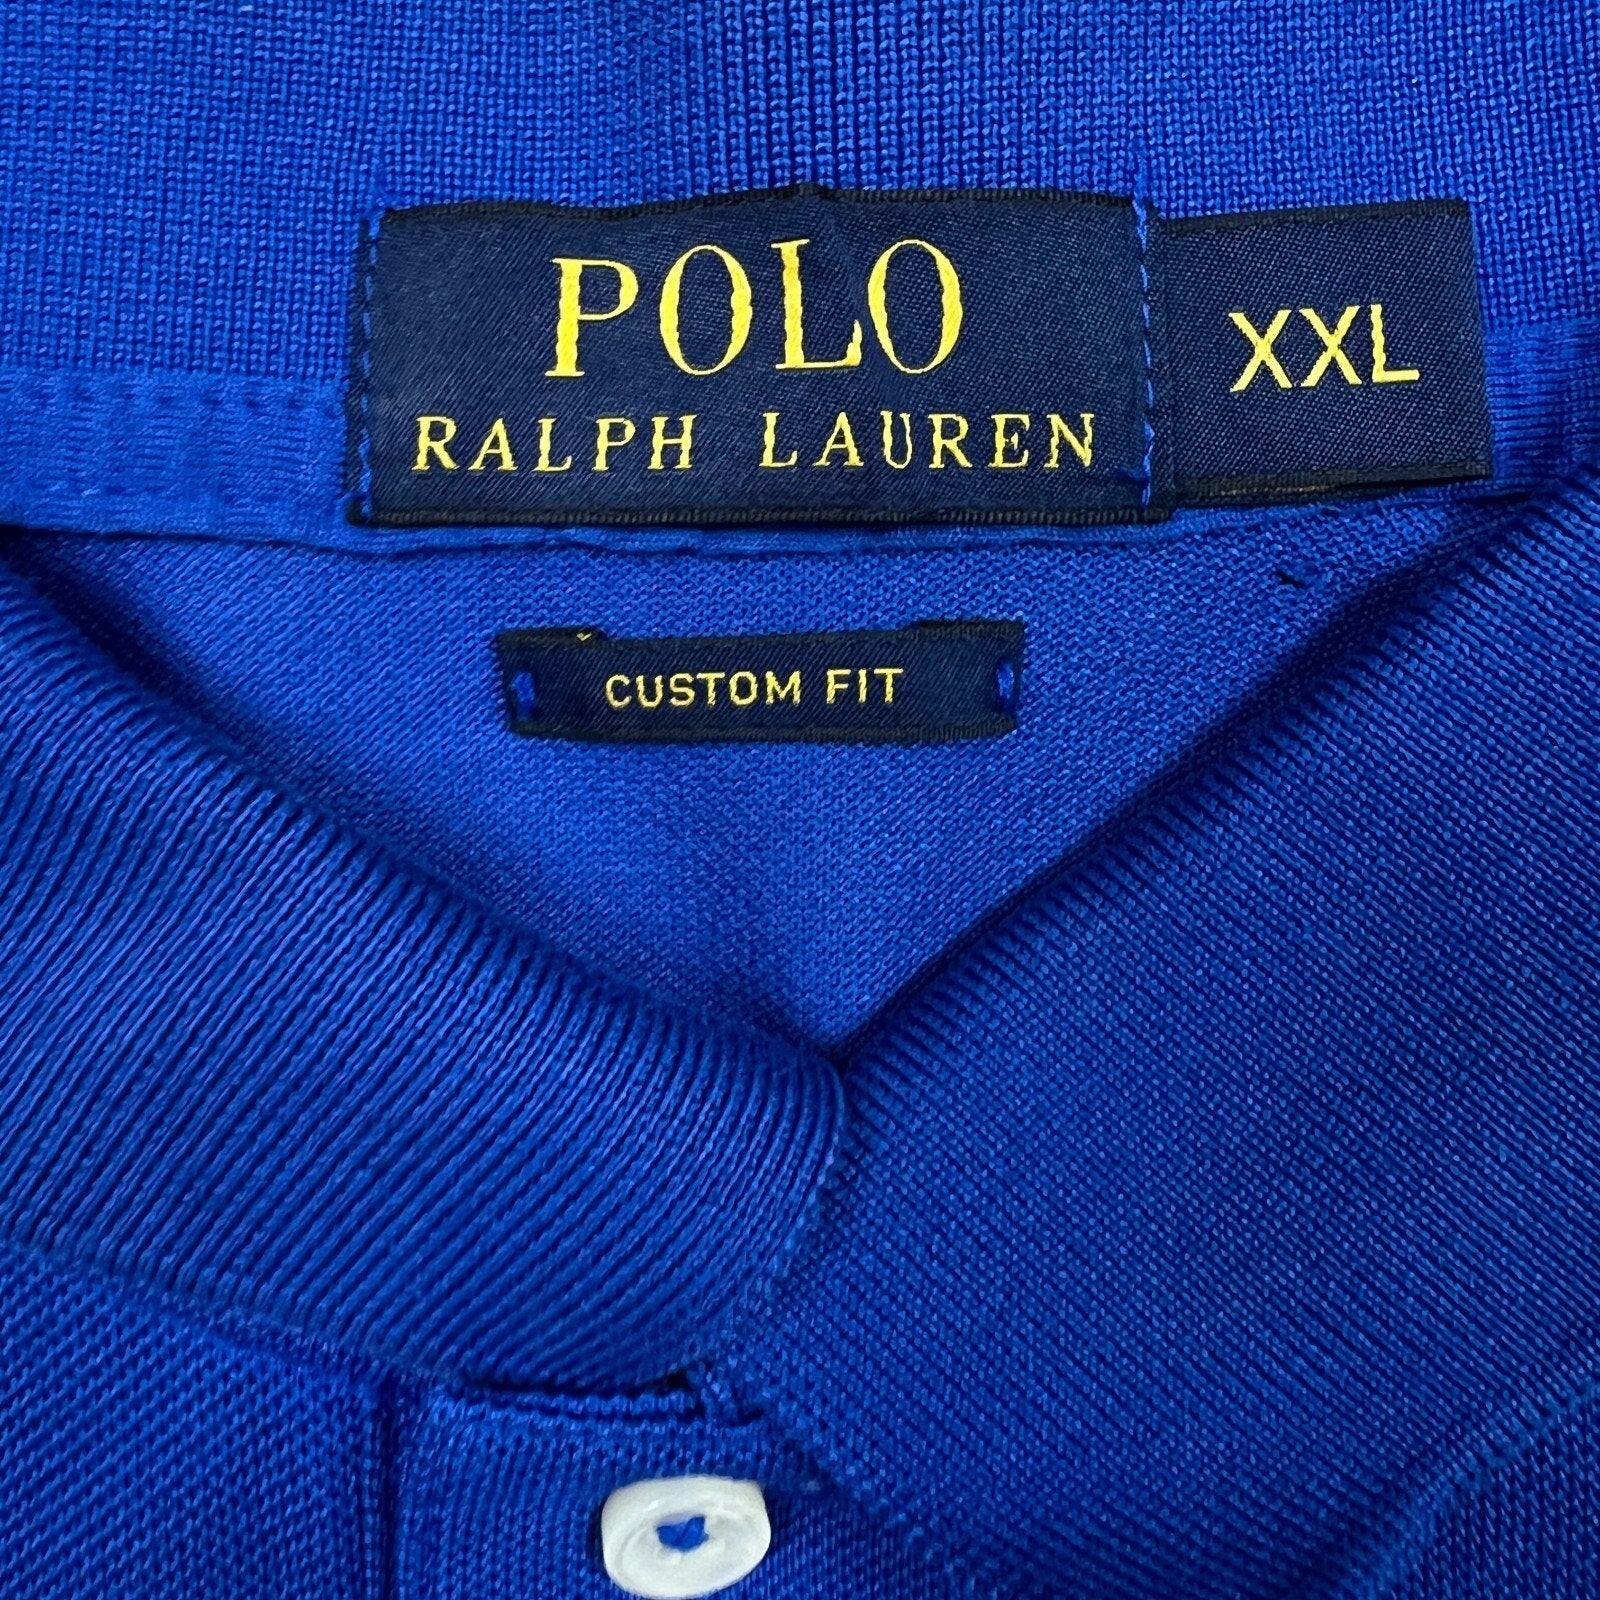 POLO
RALPH LAUREN
XXL
CUSTOM FIT